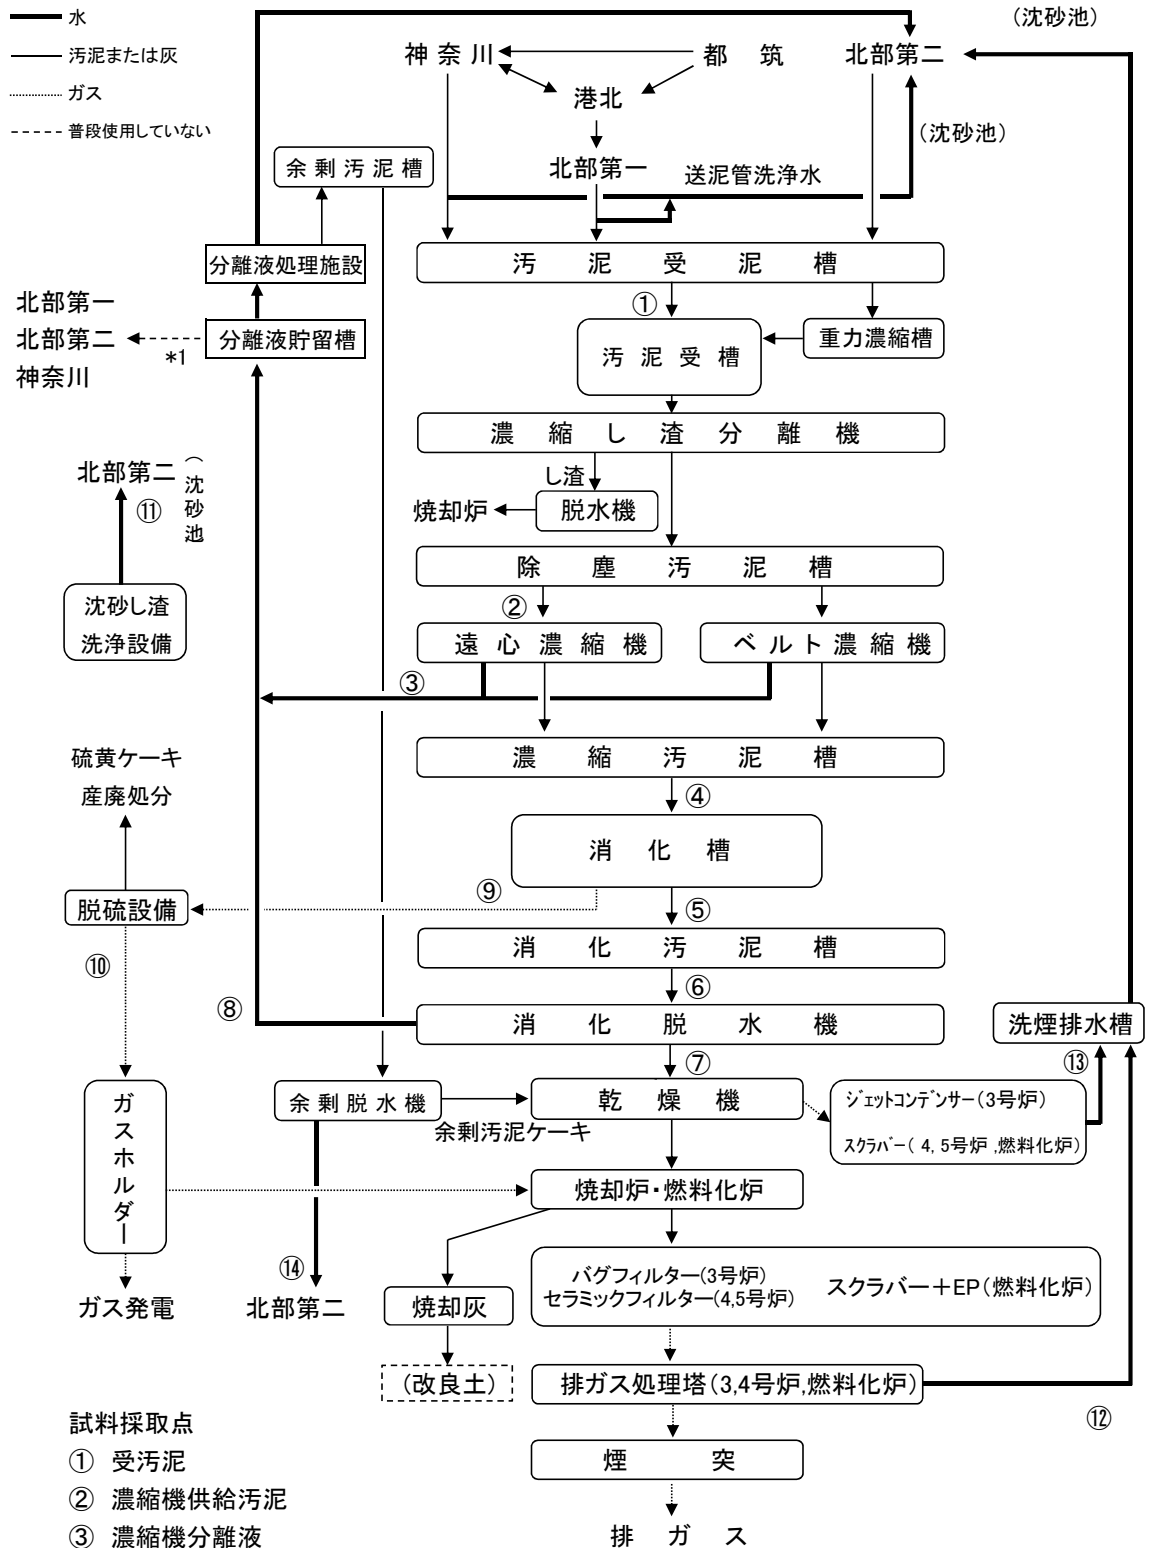 水
汚泥または灰
ガス
普段使用していない
(沈砂池)
神奈川
都筑
北部第二
港北
(沈砂池)
北部第一
送泥管洗浄水
余剰汚泥槽
分離液処理施設
汚泥受泥槽
北部第一
北部第二
神奈川
*1
分離液貯留槽
①
汚泥受槽
重力濃縮槽
濃縮し渣分離機
し渣
焼却炉
脱水機
北部第二
(沈砂池
⑪
沈砂し渣
洗浄設備
除塵汚泥槽
②
遠心濃縮機
ベルト濃縮機
③
濃縮汚泥槽
④
硫黄ケーキ
産廃処分
消化槽
⑨
脱硫設備
⑤
消化汚泥槽
⑩
⑥
⑧
消化脱水機
洗煙排水槽
⑦
⑬
ガスホルダー
余剰脱水機
余剰汚泥ケーキ
乾燥機
ジェットコンデンサー(3号炉)
スクラバー(4,5号炉,燃料化炉)
焼却炉・燃料化炉
⑭
ガス発電
北部第二
焼却灰
バグフィルター(3号炉)
セラミックフィルター(4,5号炉)
スクラバー+EP(燃料化炉)
(改良土)
排ガス処理塔(3,4号炉,燃料化炉)
⑫
煙突
排ガス
試料採取点
① 受汚泥
② 濃縮機供給汚泥
③ 濃縮機分離液